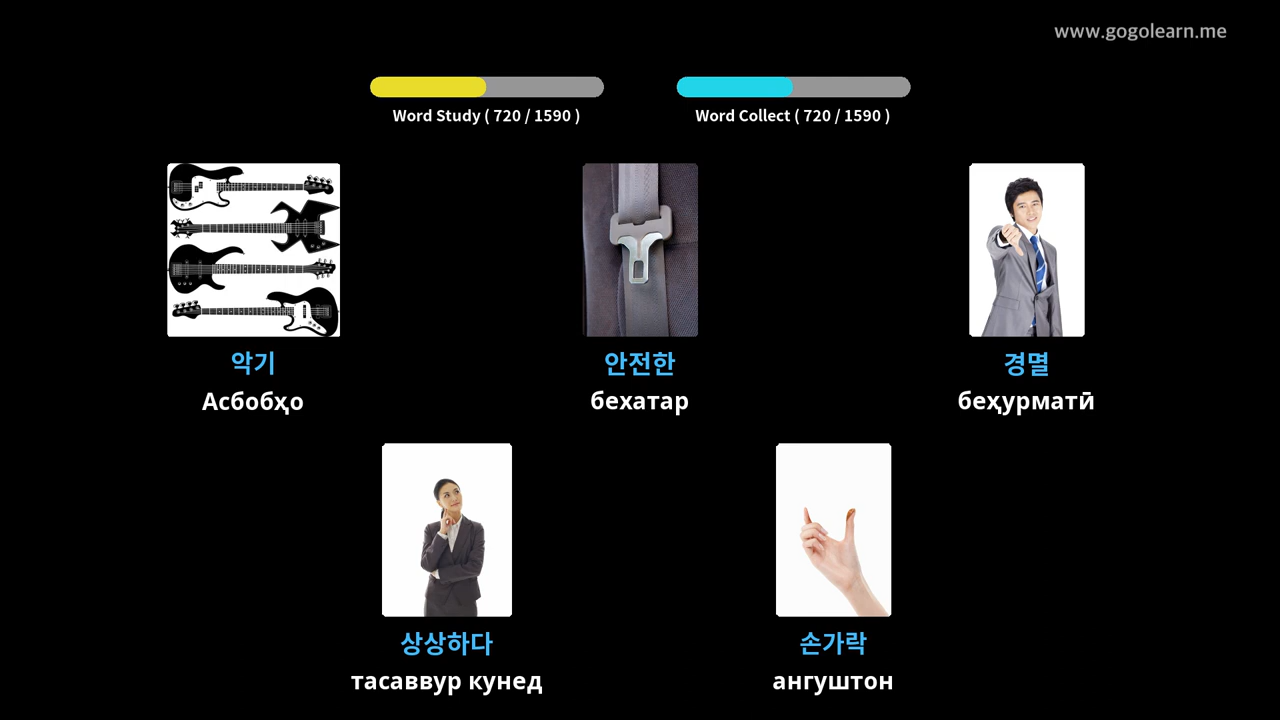 www.gogolearn.me
Word Study ( 720 / 1590 )
Word Collect ( 720 / 1590 )
악기
Асбобҳо
안전한
бехатар
경멸
беҳурматӣ
상상하다
тасаввур кунед
손가락
ангуштон